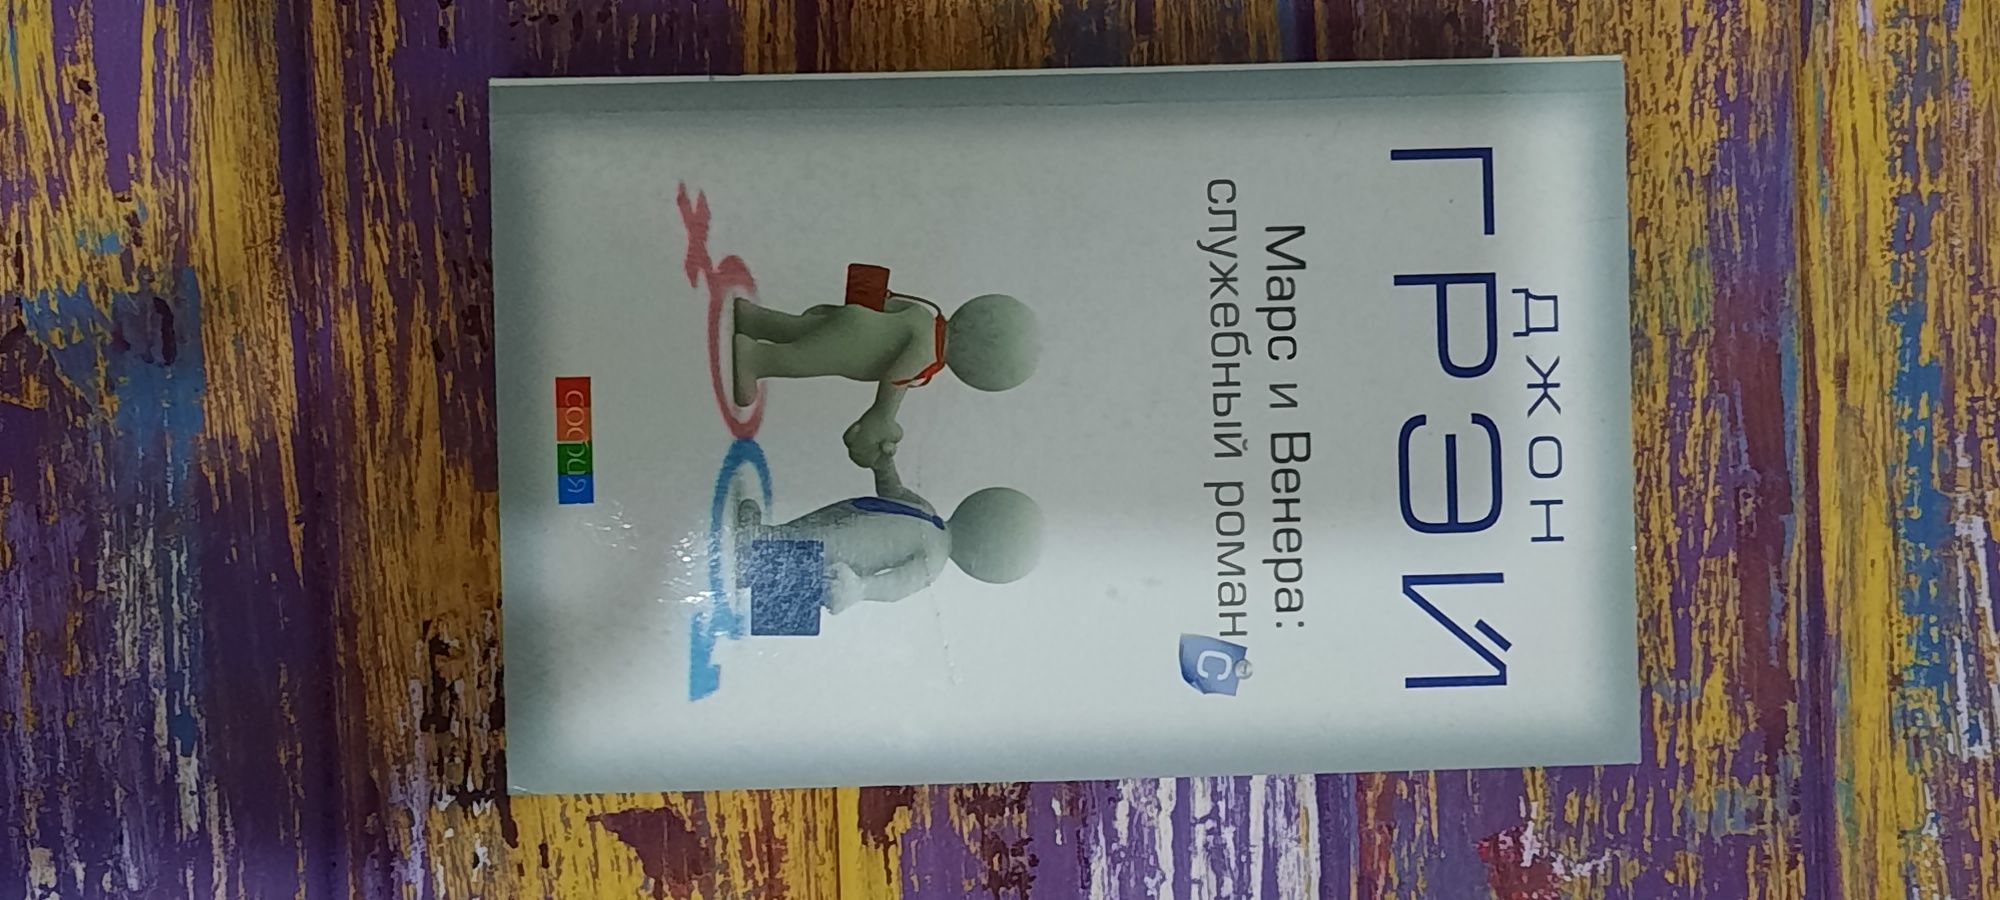 ДЖОН
ГРЭЙ
Марс и Венера:
служебный роман
С
софия